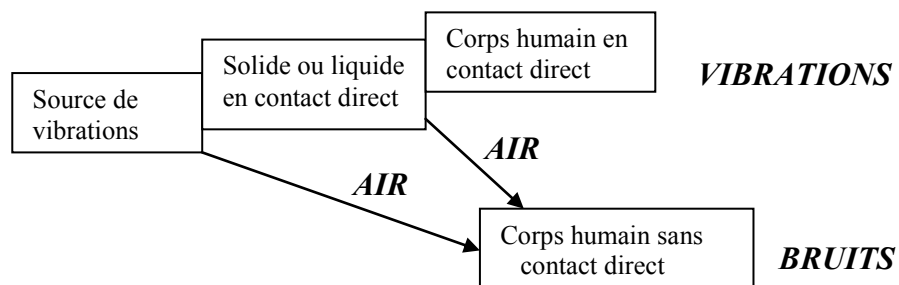 Corps humain en
contact direct
VIBRATIONS
Solide ou liquide
en contact direct
Source de
vibrations
AIR
AIR
Corps humain sans
contact direct
BRUITS